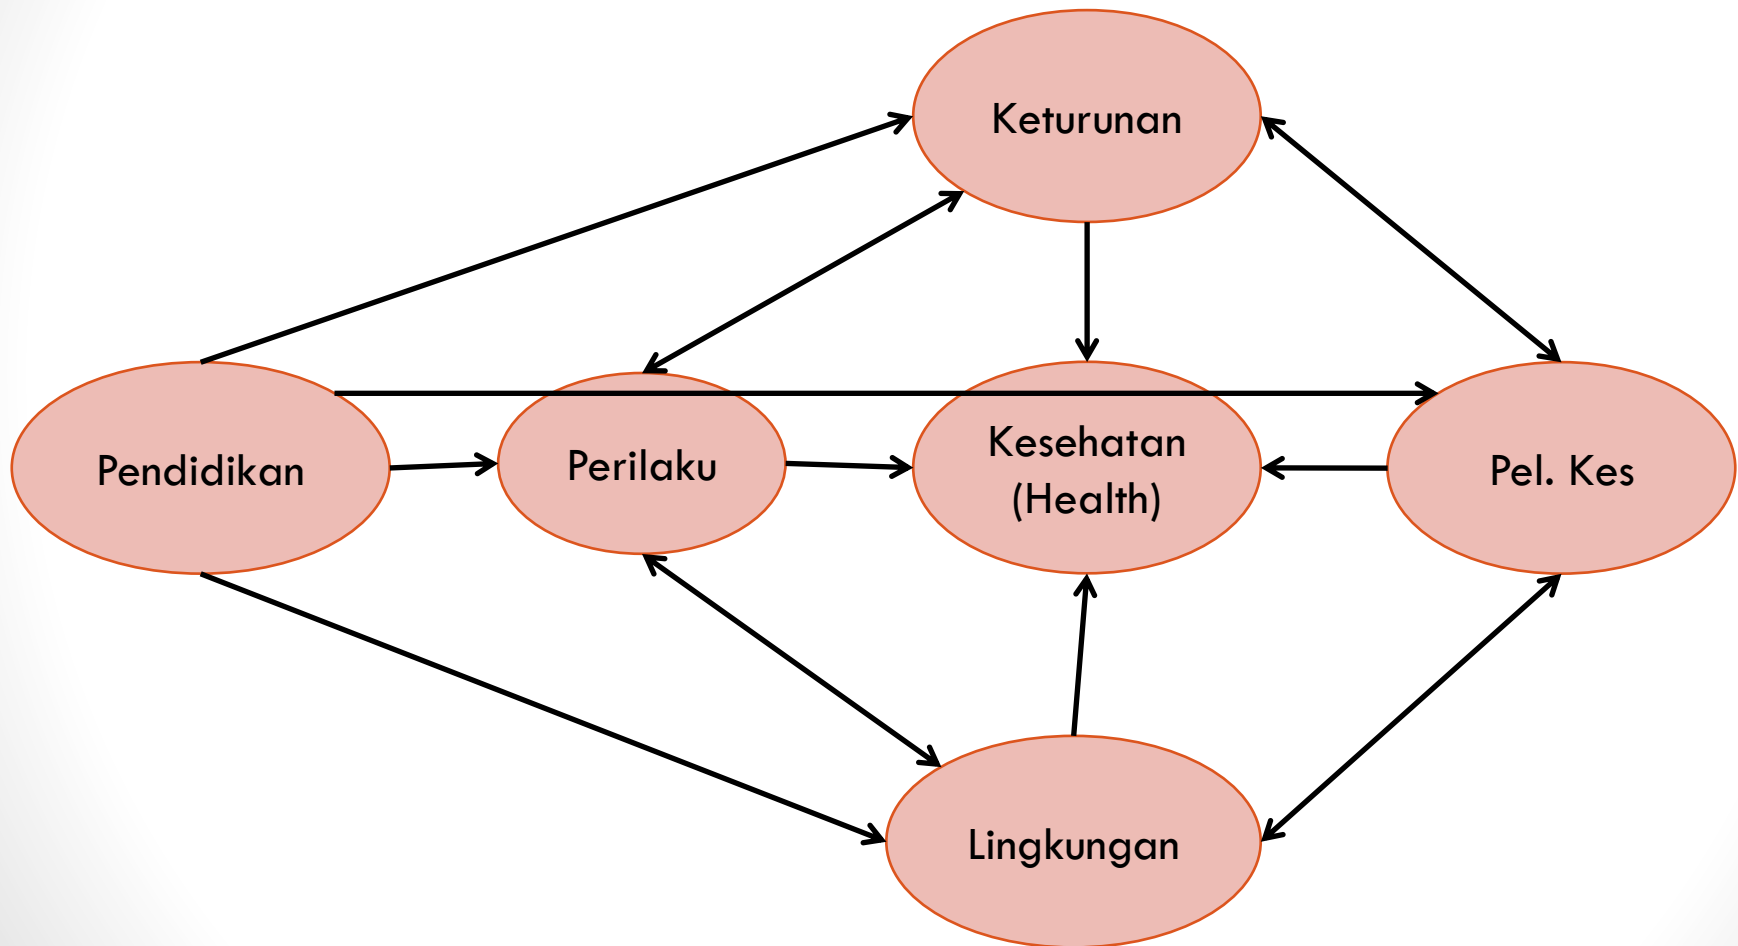 Keturunan
Pendidikan
Perilaku
Kesehatan
(Health)
Pel. Kes
Lingkungan